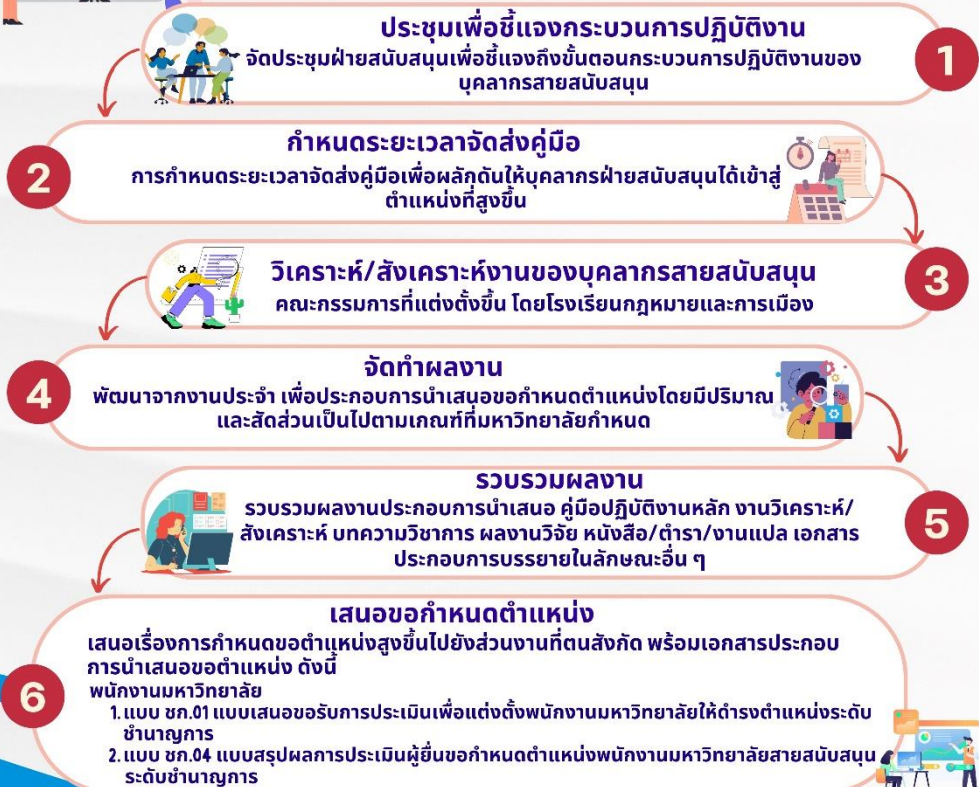 ประชุมเพื่อชี้แจงกระบวนการปฏิบัติงาน
จัดประชุมฝ่ายสนับสนุนเพื่อชี้แจงถึงขั้นตอนกระบวนการปฏิบัติงานของ
บุคลากรสายสนับสนุน
1
กำหนดระยะเวลาจัดส่งคู่มือ
2
การกำหนดระยะเวลาจัดส่งคู่มือเพื่อผลักดันให้บุคลากรฝ่ายสนับสนุนได้เข้าสู่
ตำแหน่งที่สูงขึ้น
วิเคราะห์/สังเคราะห์งานของบุคลากรสายสนับสนุน
3
คณะกรรมการที่แต่งตั้งขึ้น โดยโรงเรียนกฎหมายและการเมือง
จัดทำผลงาน
4
พัฒนาจากงานประจำ เพื่อประกอบการนำเสนอขอกำหนดตำแหน่งโดยมีปริมาณ
และสัดส่วนเป็นไปตามเกณฑ์ที่มหาวิทยาลัยกำหนด
รวบรวมผลงาน
รวบรวมผลงานประกอบการนำเสนอ คู่มือปฏิบัติงานหลัก งานวิเคราะห์/
5
สังเคราะห์ บทความวิชาการ ผลงานวิจัย หนังสือ/ตำรา/งานแปล เอกสาร
ประกอบการบรรยายในลักษณะอื่น ๆ
เสนอขอกำหนดตำแหน่ง
เสนอเรื่องการกำหนดขอตำแหน่งสูงขึ้นไปยังส่วนงานที่ตนสังกัด พร้อมเอกสารประกอบ
การนำเสนอขอตำแหน่ง ดังนี้
6
พนักงานมหาวิทยาลัย
1. แบบ ชก.01 แบบเสนอขอรับการประเมินเพื่อแต่งตั้งพนักงานมหาวิทยาลัยให้ดำรงตำแหน่งระดับ
ชำนาญการ
2. แบบ ชก.04 แบบสรุปผลการประเมินผู้ยื่นขอกำหนดตำแหน่งพนักงานมหาวิทยาลัยสายสนับสนุน
ระดับชำนาญการ